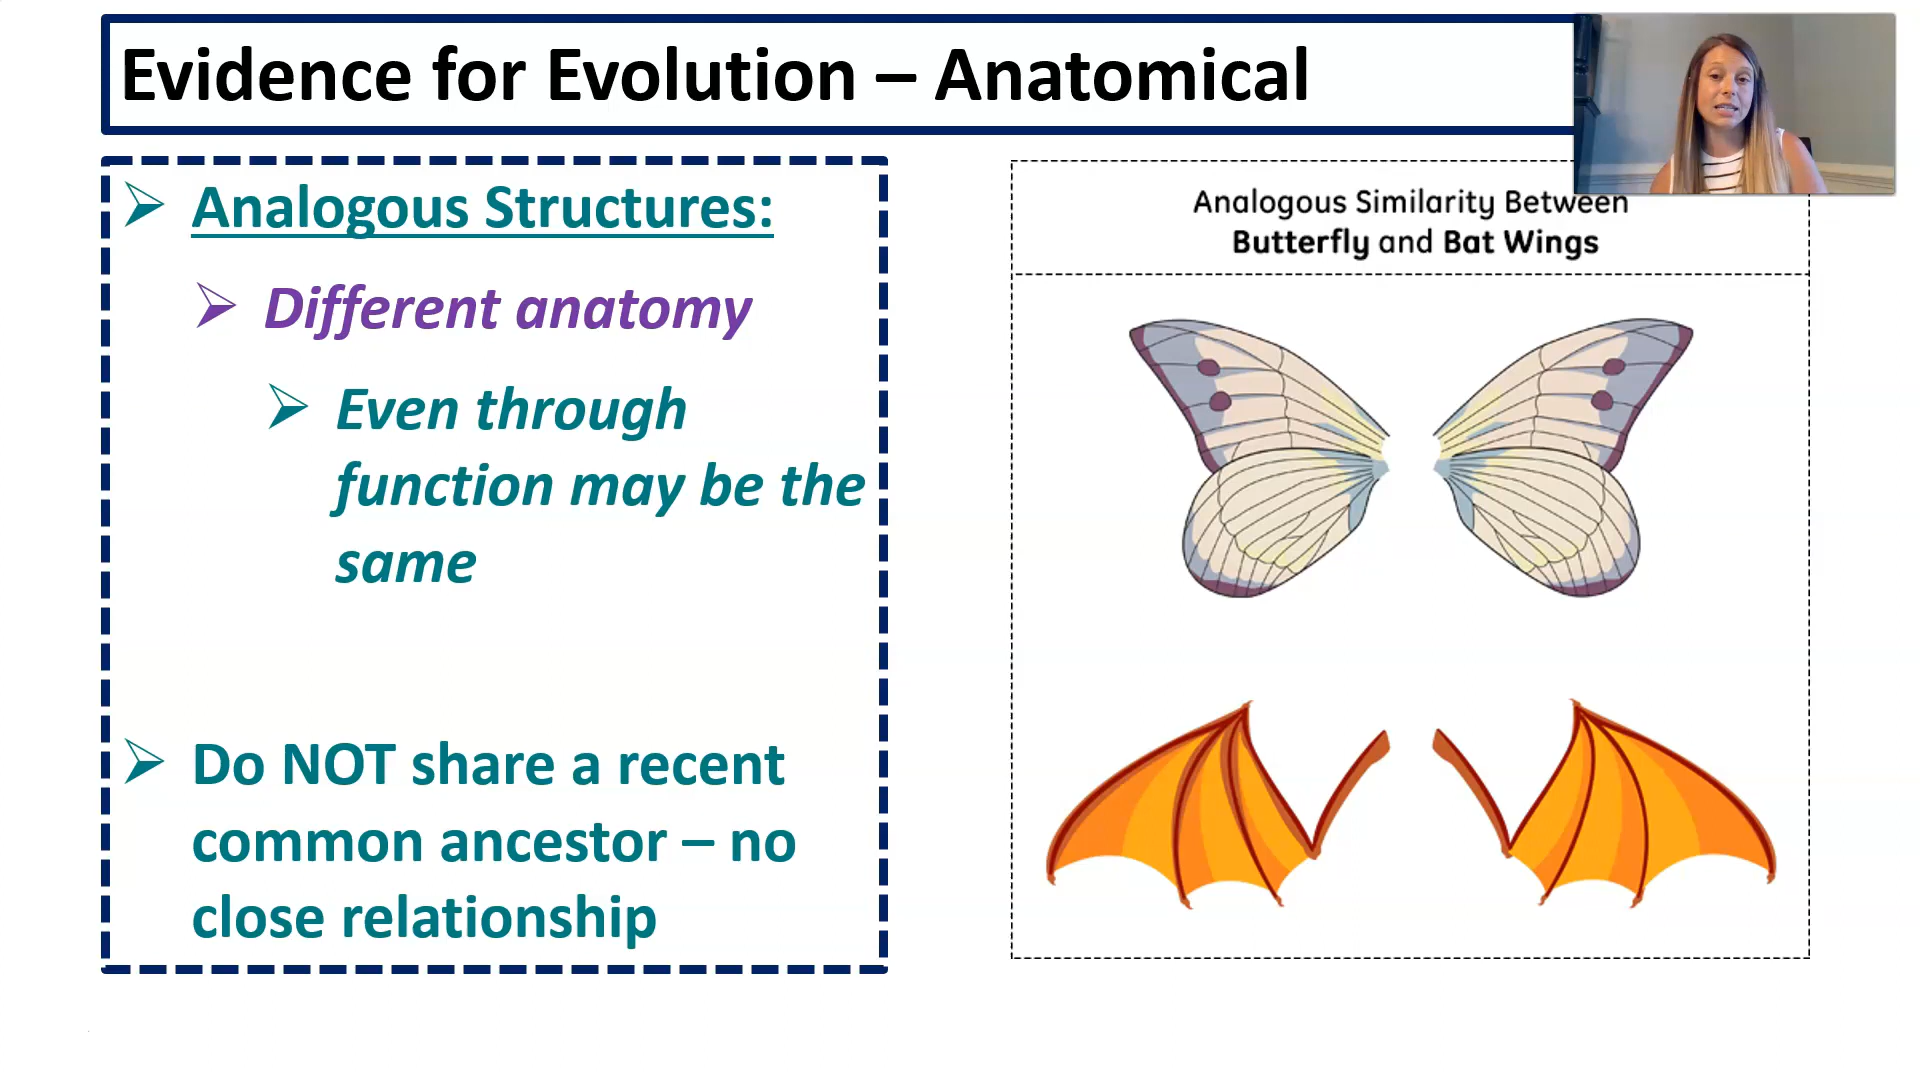 Evidence for Evolution – Anatomical
Analogous Structures:
Different anatomy
Even through
function may be the
same
Do NOT share a recent
common ancestor – no
close relationship
Analogous Similarity Between
Butterfly and Bat Wings